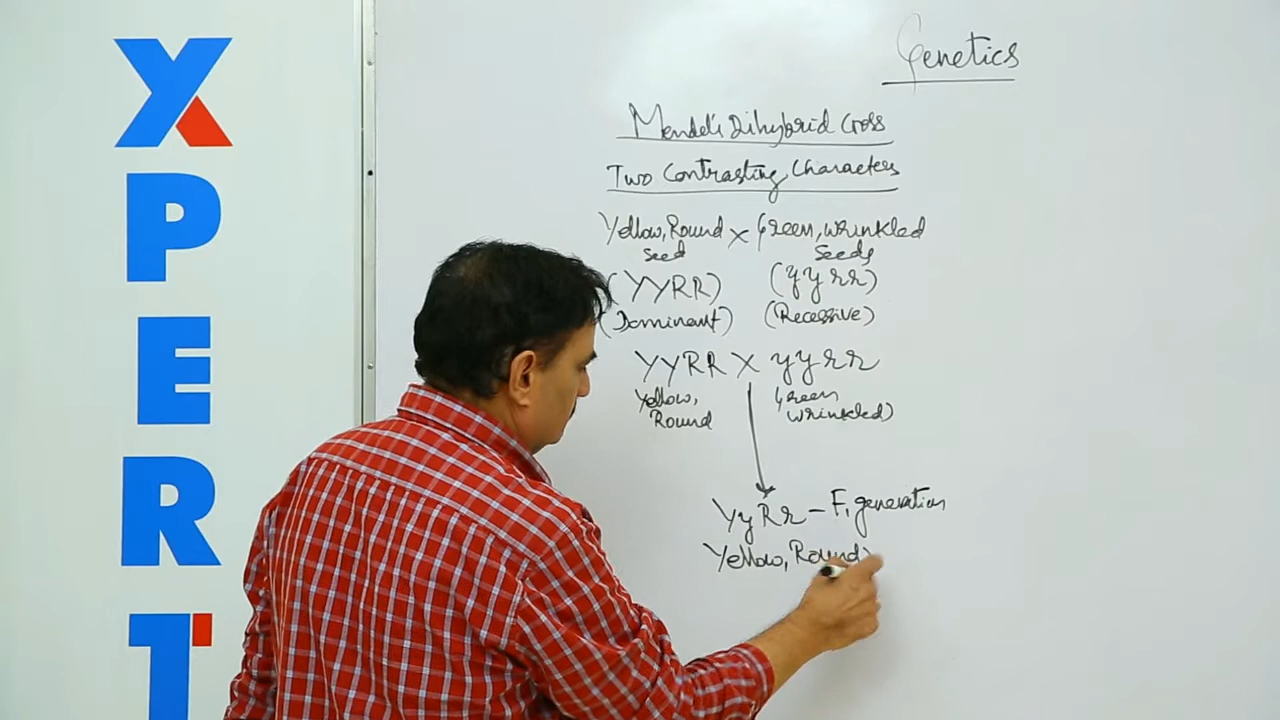 XPERT
Genetics
Mendel's Dihybrid Cross
Two Contrasting Characters
Yellow, Round x Green, wrinkled
seed Seeds
(YYRR) (yyrr)
(Dominant) (Recessive)
YYRR X yyrr
Yellow, Green
Round wrinkled)
YyRr - F1 generation
Yellow, Round)